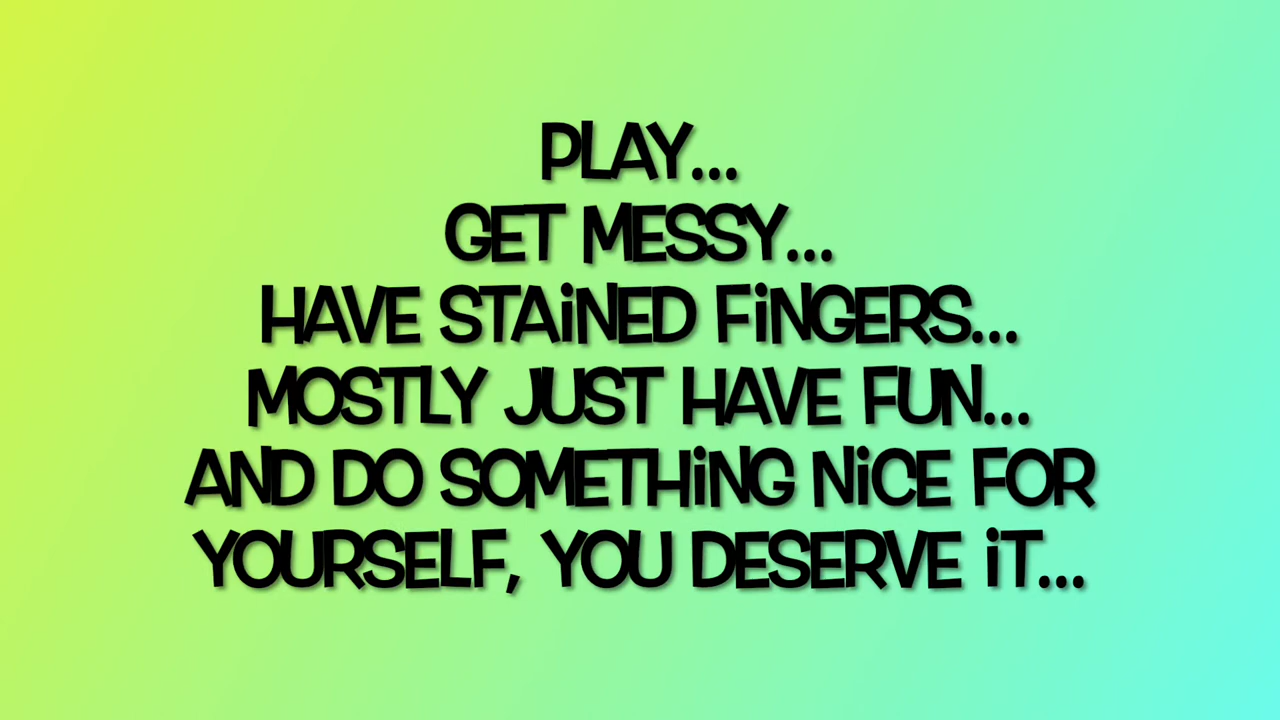 PLAY...
GET MESSY...
HAVE STAiNED FiNGERS...
MOSTLY JUST HAVE FUN...
AND DO SOMETHiNG NiCE FOR
YOURSELF, YOU DESERVE iT...